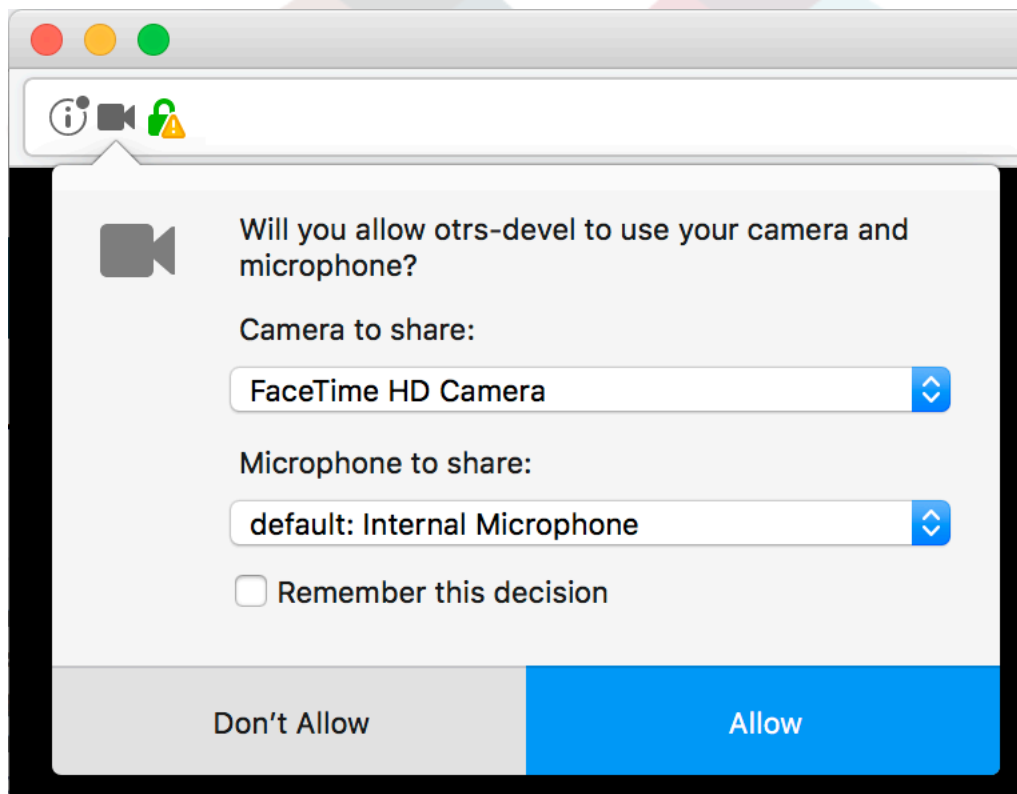 Will you allow otrs-devel to use your camera and
microphone?
Camera to share:
FaceTime HD Camera
Microphone to share:
default: Internal Microphone
Remember this decision
Don’t Allow
Allow